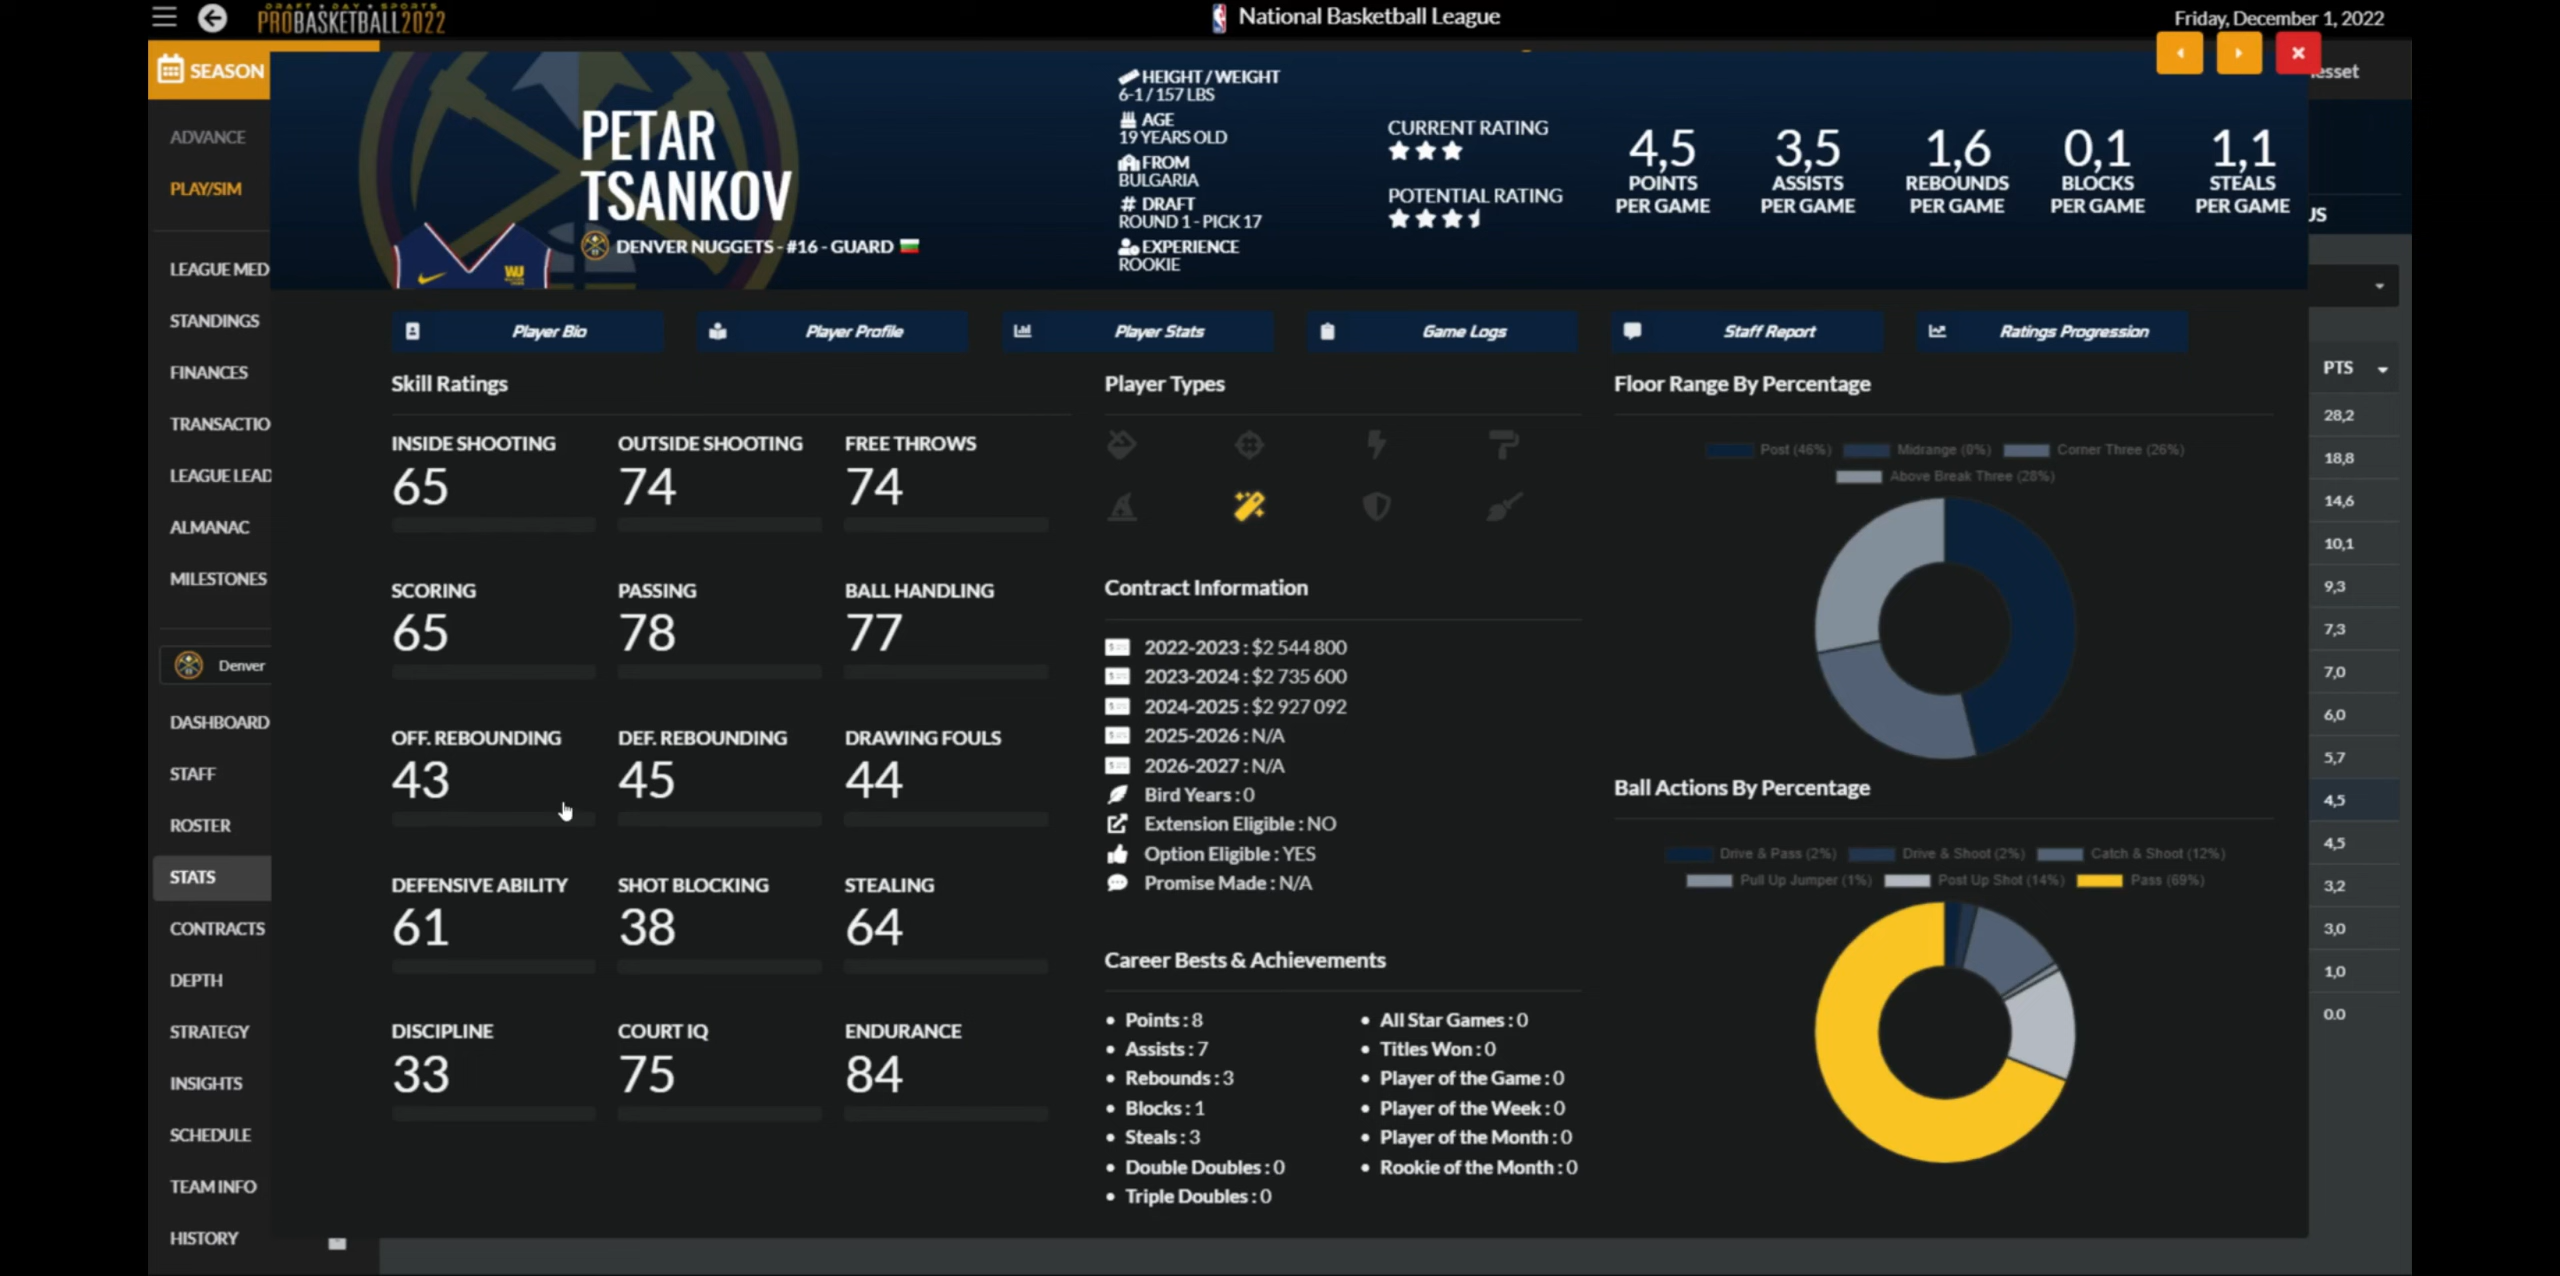 DRAFT • DAY • SPORTS
PROBASKETBALL2022
National Basketball League
Friday, December 1, 2022
SEASON
ADVANCE
PLAY/SIM
LEAGUE MED
STANDINGS
FINANCES
TRANSACTIO
LEAGUE LEAD
ALMANAC
MILESTONES
Denver
DASHBOARD
STAFF
ROSTER
STATS
CONTRACTS
DEPTH
STRATEGY
INSIGHTS
SCHEDULE
TEAM INFO
HISTORY
PETAR
TSANKOV
DENVER NUGGETS - #16 - GUARD
HEIGHT / WEIGHT
6-1 / 157 LBS
AGE
19 YEARS OLD
FROM
BULGARIA
# DRAFT
ROUND 1 - PICK 17
EXPERIENCE
ROOKIE
CURRENT RATING
POTENTIAL RATING
4,5
POINTS
PER GAME
3,5
ASSISTS
PER GAME
1,6
REBOUNDS
PER GAME
0,1
BLOCKS
PER GAME
1,1
STEALS
PER GAME
Player Bio
Player Profile
Player Stats
Game Logs
Staff Report
Ratings Progression
Skill Ratings
INSIDE SHOOTING
65
OUTSIDE SHOOTING
74
FREE THROWS
74
SCORING
65
PASSING
78
BALL HANDLING
77
OFF. REBOUNDING
43
DEF. REBOUNDING
45
DRAWING FOULS
44
DEFENSIVE ABILITY
61
SHOT BLOCKING
38
STEALING
64
DISCIPLINE
33
COURT IQ
75
ENDURANCE
84
Player Types
Contract Information
2022-2023 : $2 544 800
2023-2024 : $2 735 600
2024-2025 : $2 927 092
2025-2026 : N/A
2026-2027 : N/A
Bird Years : 0
Extension Eligible : NO
Option Eligible : YES
Promise Made : N/A
Career Bests & Achievements
• Points : 8
• Assists : 7
• Rebounds : 3
• Blocks : 1
• Steals : 3
• Double Doubles : 0
• Triple Doubles : 0
• All Star Games : 0
• Titles Won : 0
• Player of the Game : 0
• Player of the Week : 0
• Player of the Month : 0
• Rookie of the Month : 0
Floor Range By Percentage
Post (46%) Midrange (0%) Corner Three (26%)
Above Break Three (28%)
Ball Actions By Percentage
Drive & Pass (2%) Drive & Shoot (2%) Catch & Shoot (12%)
Pull Up Jumper (1%) Post Up Shot (14%) Pass (69%)
esset
US
PTS
28,2
18,8
14,6
10,1
9,3
7,3
7,0
6,0
5,7
4,5
4,5
3,2
3,0
1,0
0.0